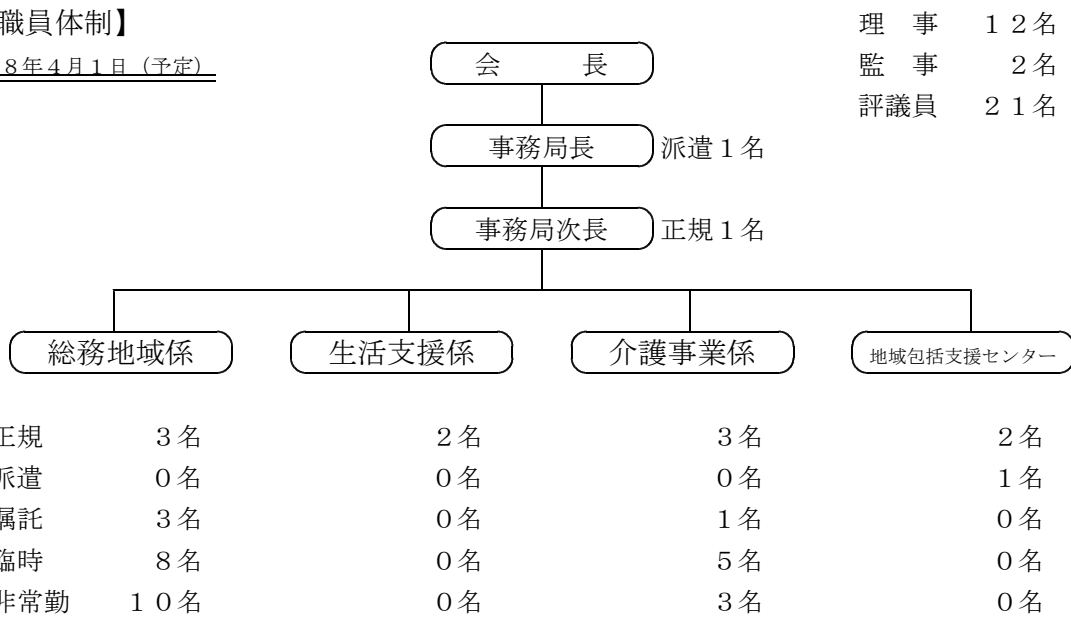 職員体制】
理　事　１２名
８年４月１日（予定）
会　　長
監　事　２名
評議員　２１名
事務局長　派遣１名
事務局次長　正規１名
総務地域係　生活支援係　介護事業係　地域包括支援センター
正規　３名　２名　３名　２名
派遣　０名　０名　０名　１名
嘱託　３名　０名　１名　０名
臨時　８名　０名　５名　０名
非常勤　１０名　０名　３名　０名